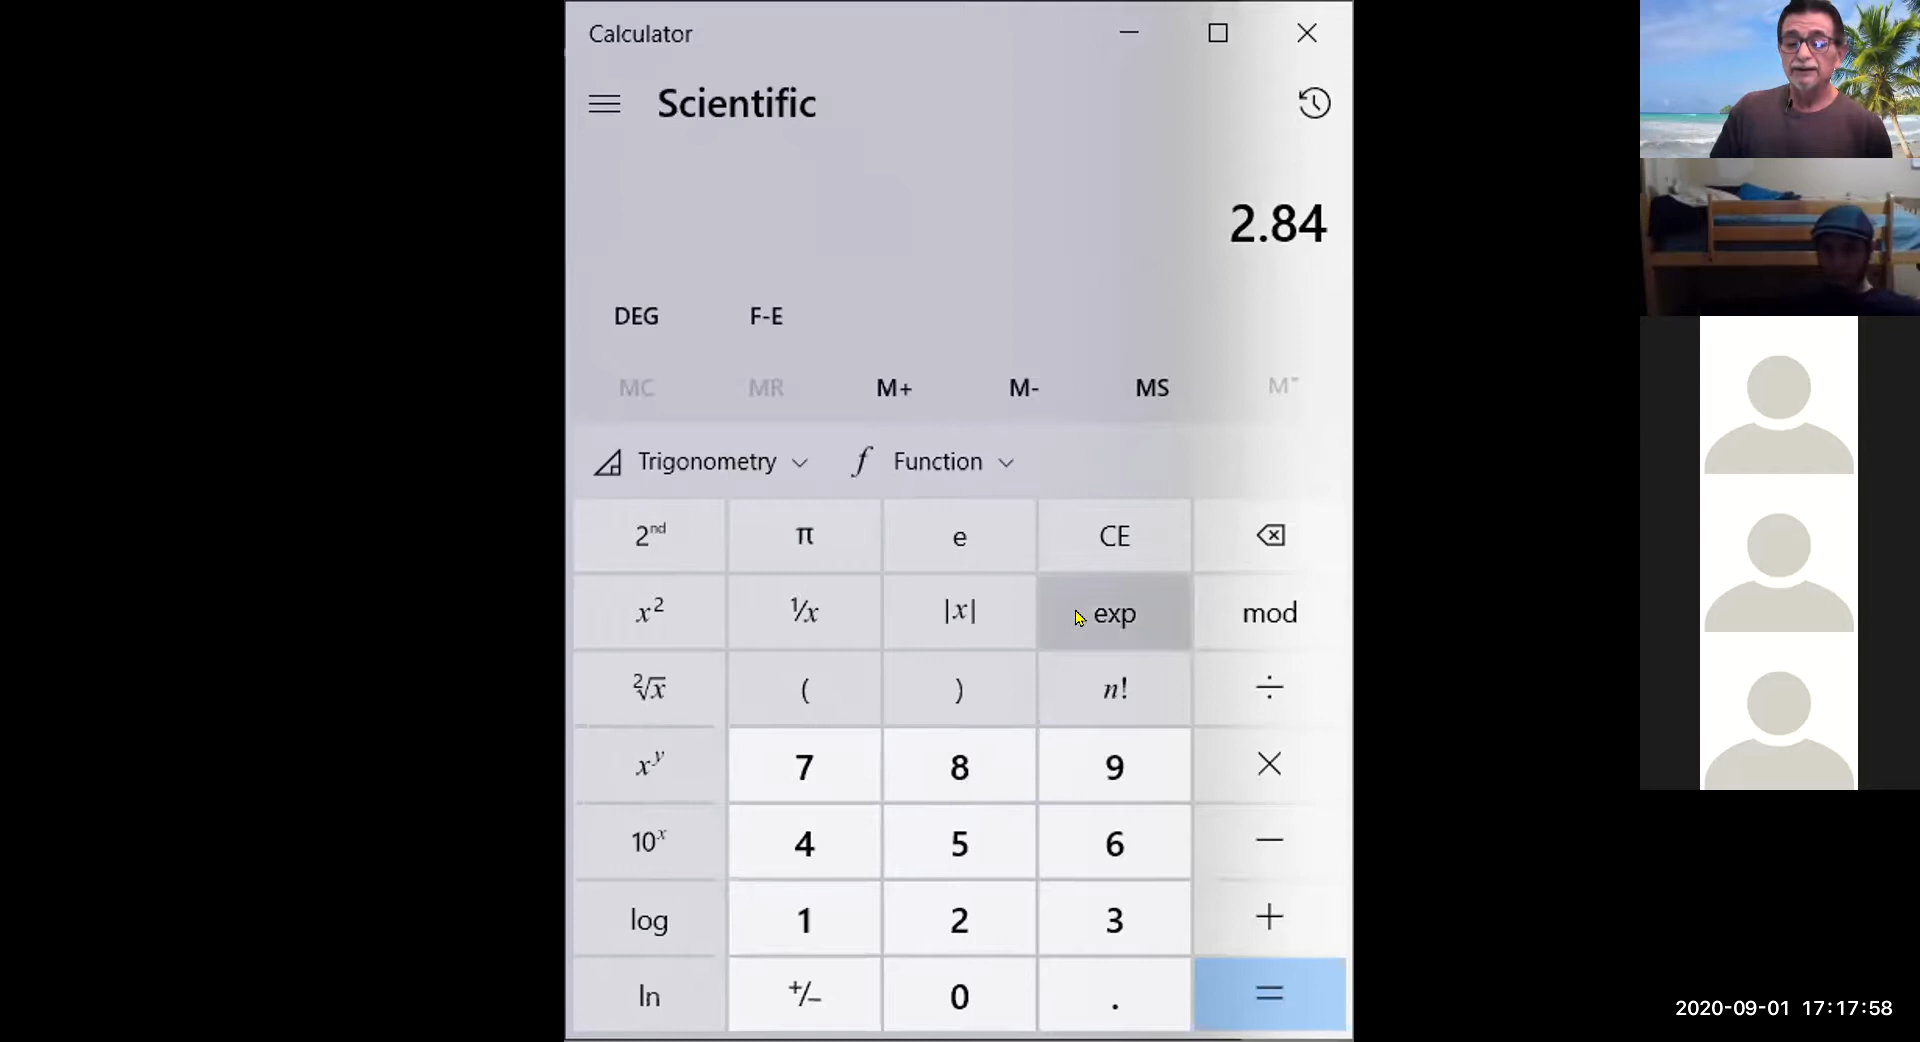 Calculator
Scientific
2.84
DEG F-E
MC MR M+ M- MS M˅
Trigonometry f Function
2ⁿᵈ π e CE
x² ¹⁄x |x| exp mod
²√x ( ) n! ÷
xʸ 7 8 9 ×
10ˣ 4 5 6 −
log 1 2 3 +
ln +/− 0 . =
2020-09-01 17:17:58